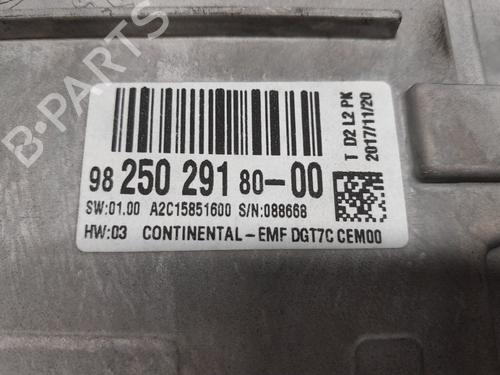 98 250 291 80-00
SW:01.00 A2C15851600 S/N:088668
HW:03 CONTINENTAL-EMF DGT7C CEM00
T D2 L2 PK
2017/11/20
B-PARTS